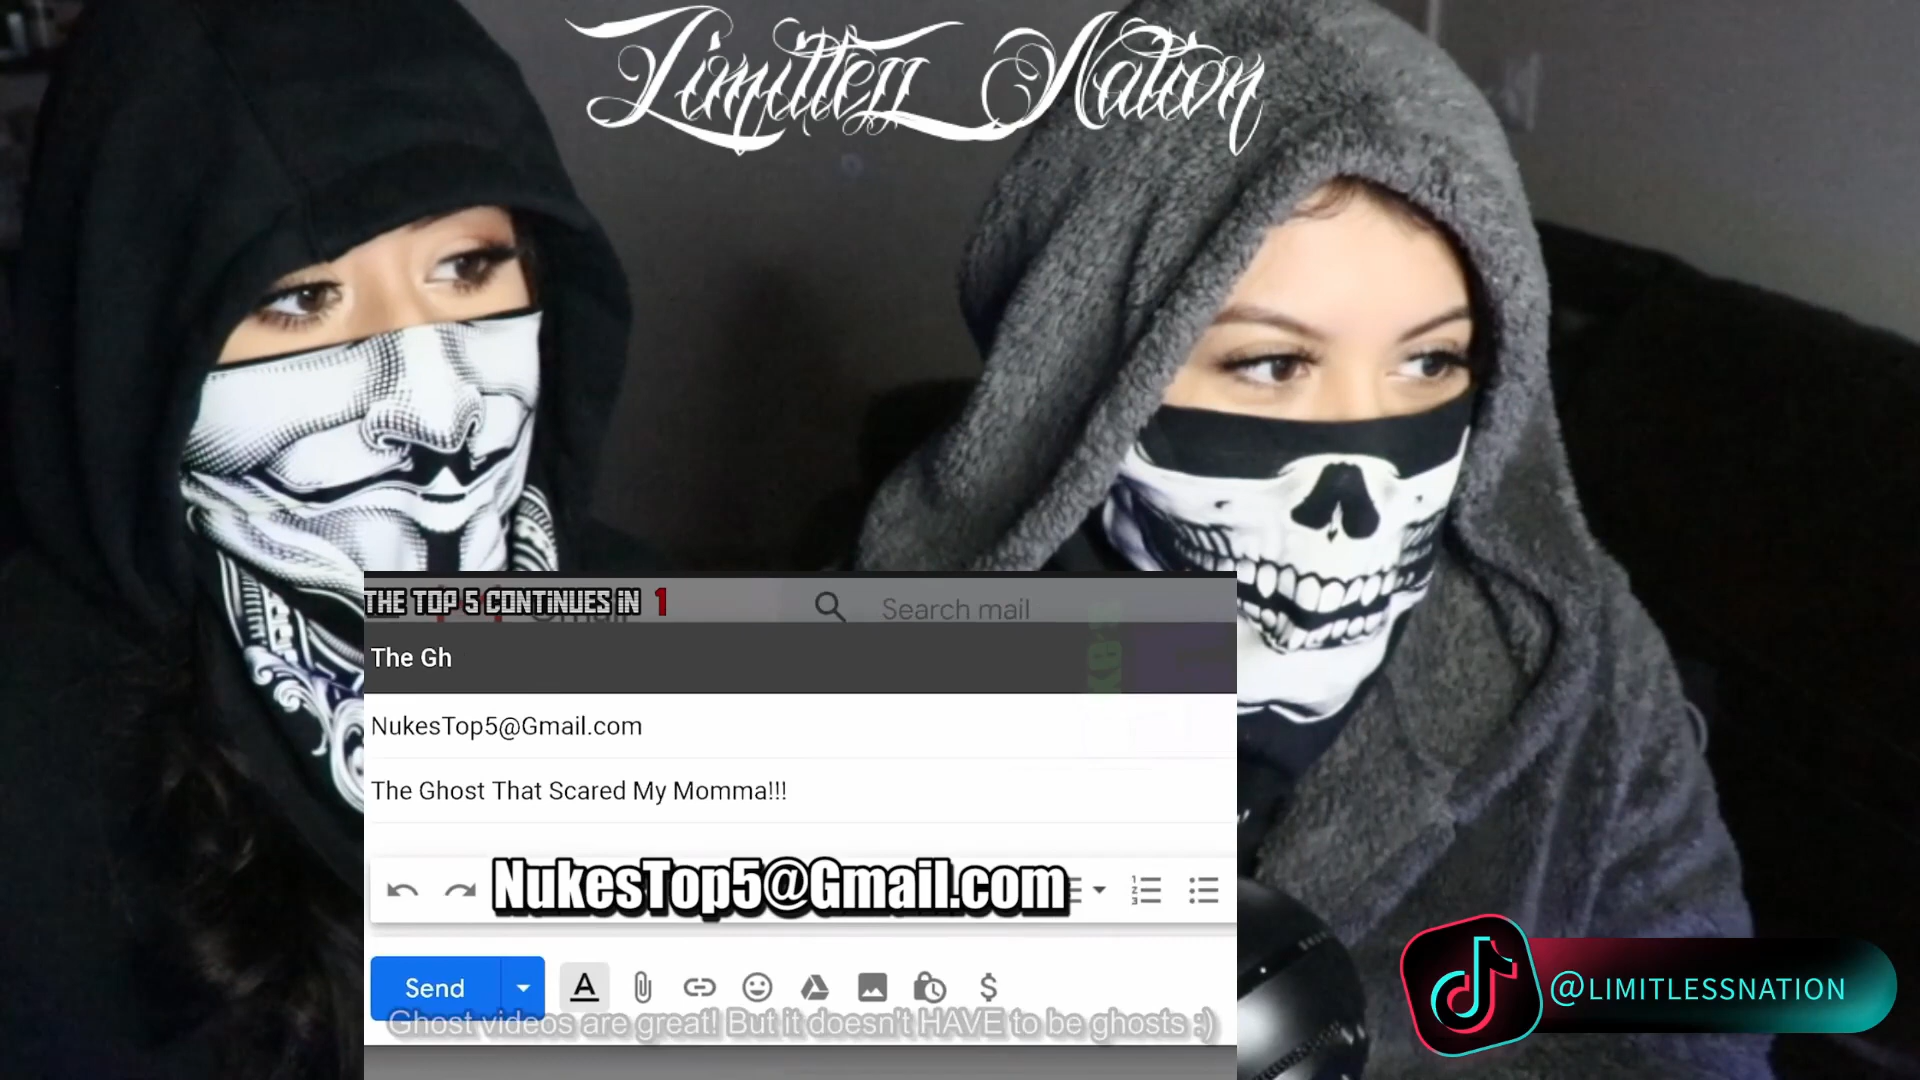 Limitless Nation
THE TOP 5 CONTINUES IN 1
Gmail
Search mail
The Gh
NukesTop5@Gmail.com
The Ghost That Scared My Momma!!!
NukesTop5@Gmail.com
Send
Ghost videos are great! But it doesn't HAVE to be ghosts :)
@LIMITLESSNATION